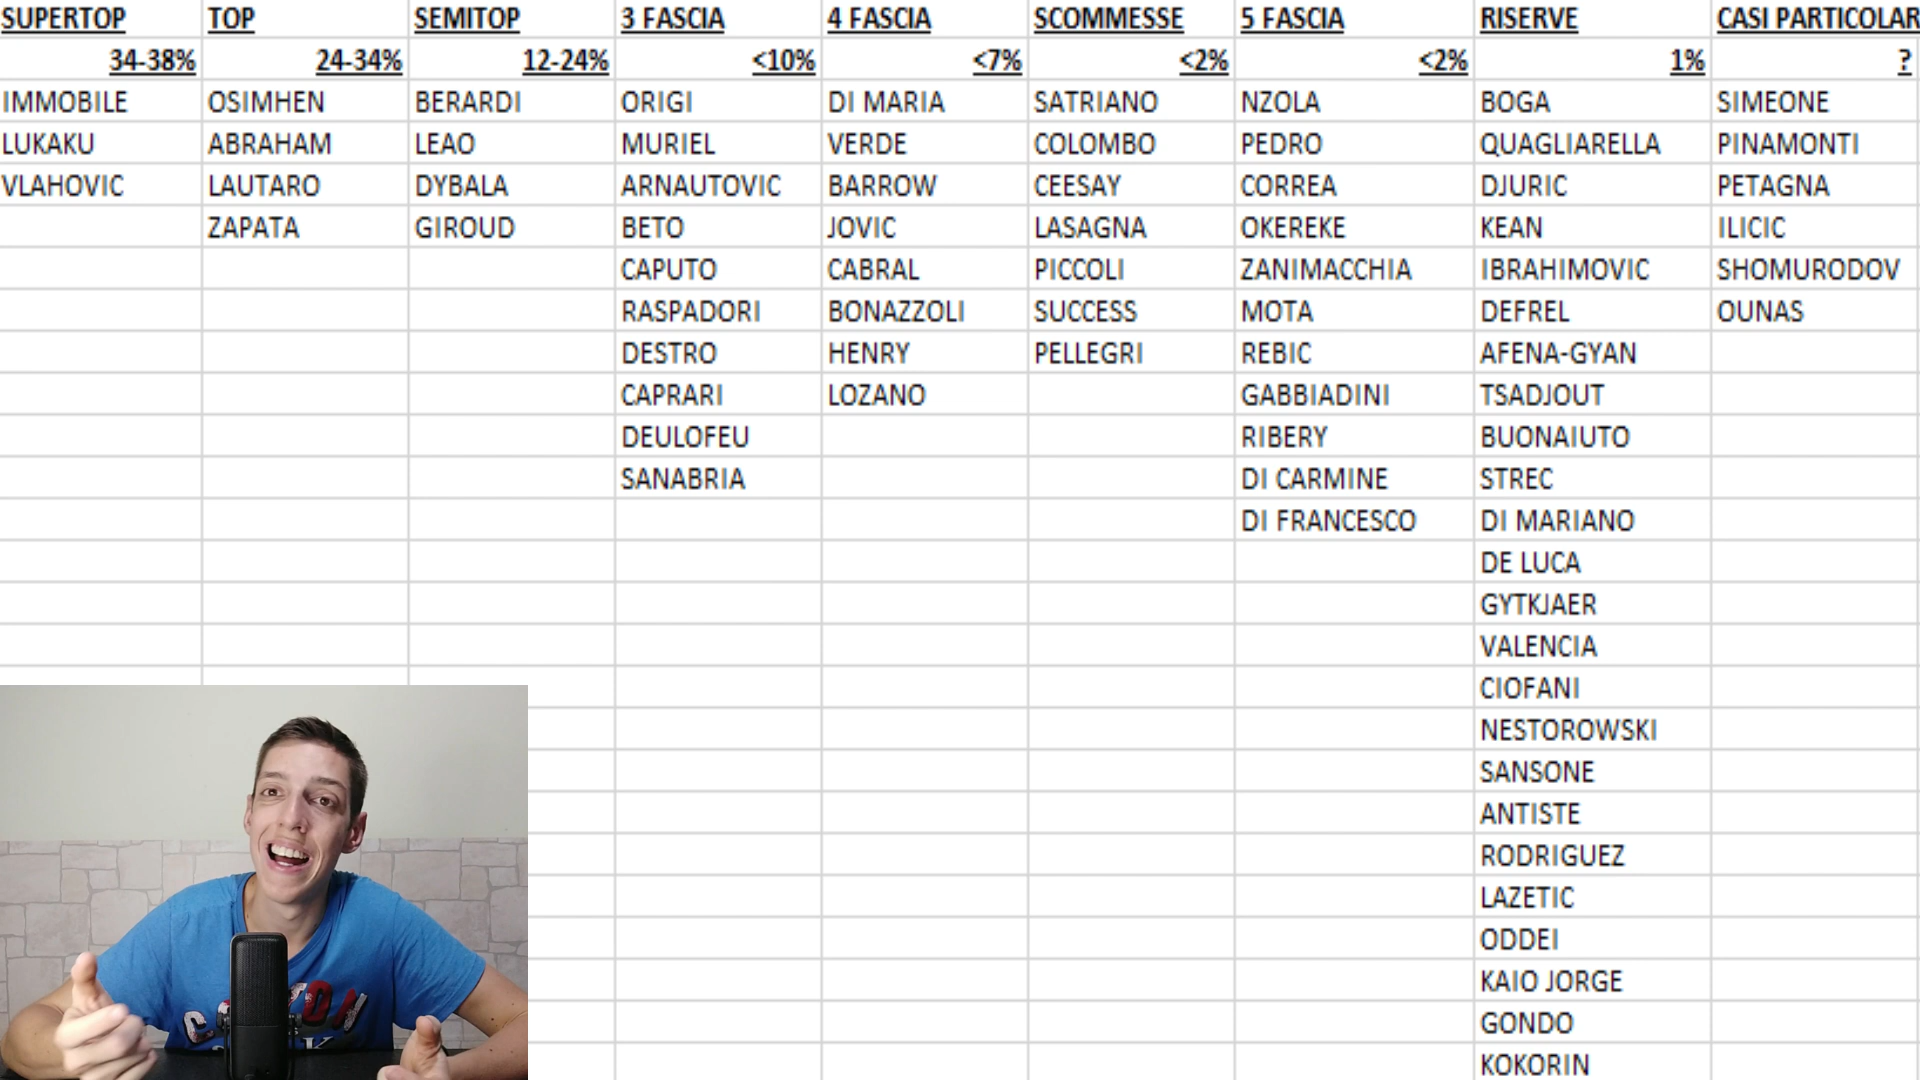 SUPERTOP TOP SEMITOP 3 FASCIA 4 FASCIA SCOMMESSE 5 FASCIA RISERVE CASI PARTICOLAR
34-38% 24-34% 12-24% <10% <7% <2% <2% 1% ?
IMMOBILE OSIMHEN BERARDI ORIGI DI MARIA SATRIANO NZOLA BOGA SIMEONE
LUKAKU ABRAHAM LEAO MURIEL VERDE COLOMBO PEDRO QUAGLIARELLA PINAMONTI
VLAHOVIC LAUTARO DYBALA ARNAUTOVIC BARROW CEESAY CORREA DJURIC PETAGNA
ZAPATA GIROUD BETO JOVIC LASAGNA OKEREKE KEAN ILICIC
CAPUTO CABRAL PICCOLI ZANIMACCHIA IBRAHIMOVIC SHOMURODOV
RASPADORI BONAZZOLI SUCCESS MOTA DEFREL OUNAS
DESTRO HENRY PELLEGRI REBIC AFENA-GYAN
CAPRARI LOZANO GABBIADINI TSADJOUT
DEULOFEU RIBERY BUONAIUTO
SANABRIA DI CARMINE STREC
DI FRANCESCO DI MARIANO
DE LUCA
GYTKJAER
VALENCIA
CIOFANI
NESTOROWSKI
SANSONE
ANTISTE
RODRIGUEZ
LAZETIC
ODDEI
KAIO JORGE
GONDO
KOKORIN